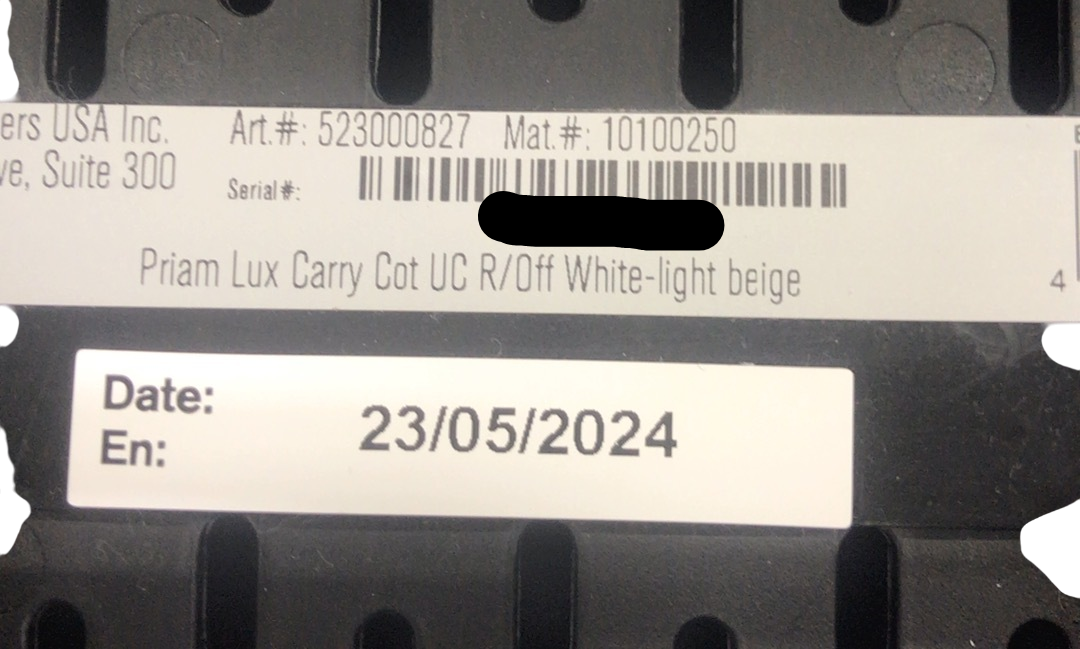 ers USA Inc. Art.#: 523000827 Mat.#: 10100250
ve, Suite 300
Serial#:
Priam Lux Carry Cot UC R/Off White-light beige
4
Date:
En:
23/05/2024